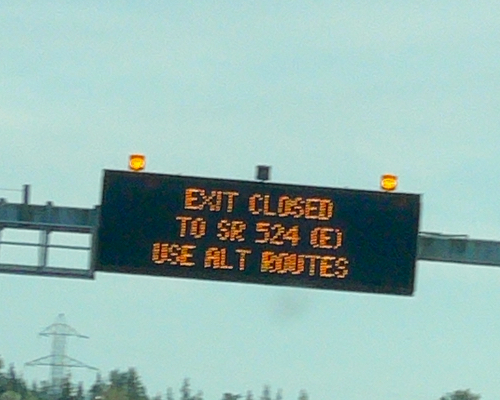 EXIT CLOSED
TO SR 524 (E)
USE ALT ROUTES